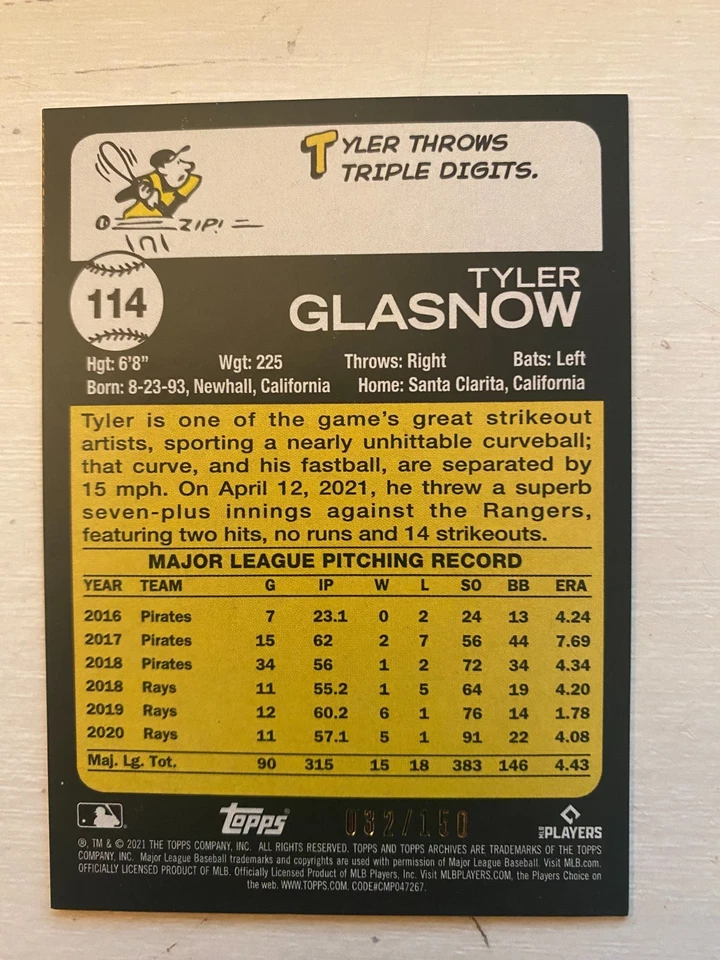 TYLER THROWS
TRIPLE DIGITS.
ZIP!
114
TYLER
GLASNOW
Hgt: 6'8" Wgt: 225 Throws: Right Bats: Left
Born: 8-23-93, Newhall, California Home: Santa Clarita, California
Tyler is one of the game's great strikeout
artists, sporting a nearly unhittable curveball;
that curve, and his fastball, are separated by
15 mph. On April 12, 2021, he threw a superb
seven-plus innings against the Rangers,
featuring two hits, no runs and 14 strikeouts.
MAJOR LEAGUE PITCHING RECORD
YEAR TEAM G IP W L SO BB ERA
2016 Pirates 7 23.1 0 2 24 13 4.24
2017 Pirates 15 62 2 7 56 44 7.69
2018 Pirates 34 56 1 2 72 34 4.34
2018 Rays 11 55.2 1 5 64 19 4.20
2019 Rays 12 60.2 6 1 76 14 1.78
2020 Rays 11 57.1 5 1 91 22 4.08
Maj. Lg. Tot. 90 315 15 18 383 146 4.43
Topps 032/150 MLB PLAYERS
®, TM & © 2021 THE TOPPS COMPANY, INC. ALL RIGHTS RESERVED. TOPPS AND TOPPS ARCHIVES ARE TRADEMARKS OF THE TOPPS
COMPANY, INC. Major League Baseball trademarks and copyrights are used with permission of Major League Baseball. Visit MLB.com.
OFFICIALLY LICENSED PRODUCT OF MLB. Officially Licensed Product of MLB Players, Inc. Visit MLBPLAYERS.COM, the Players Choice on
the web. WWW.TOPPS.COM. CODE#CMP047267.